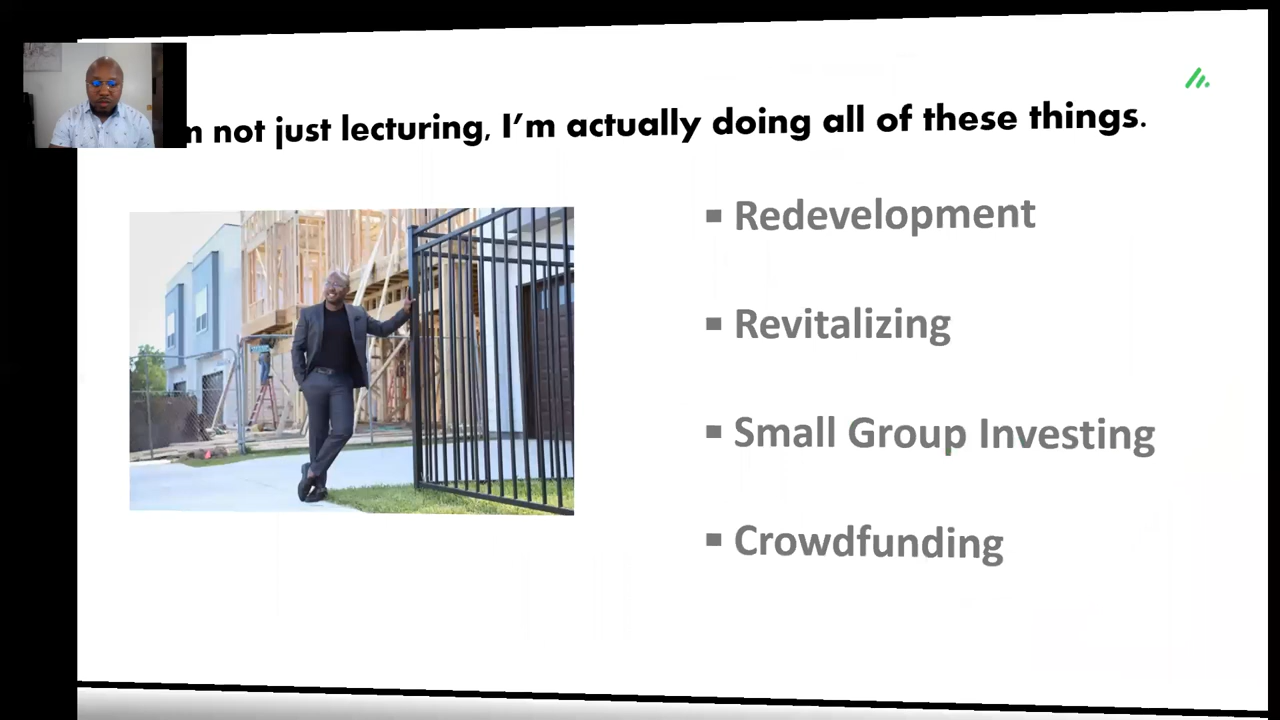 m not just lecturing, I’m actually doing all of these things.
▪ Redevelopment
▪ Revitalizing
▪ Small Group Investing
▪ Crowdfunding